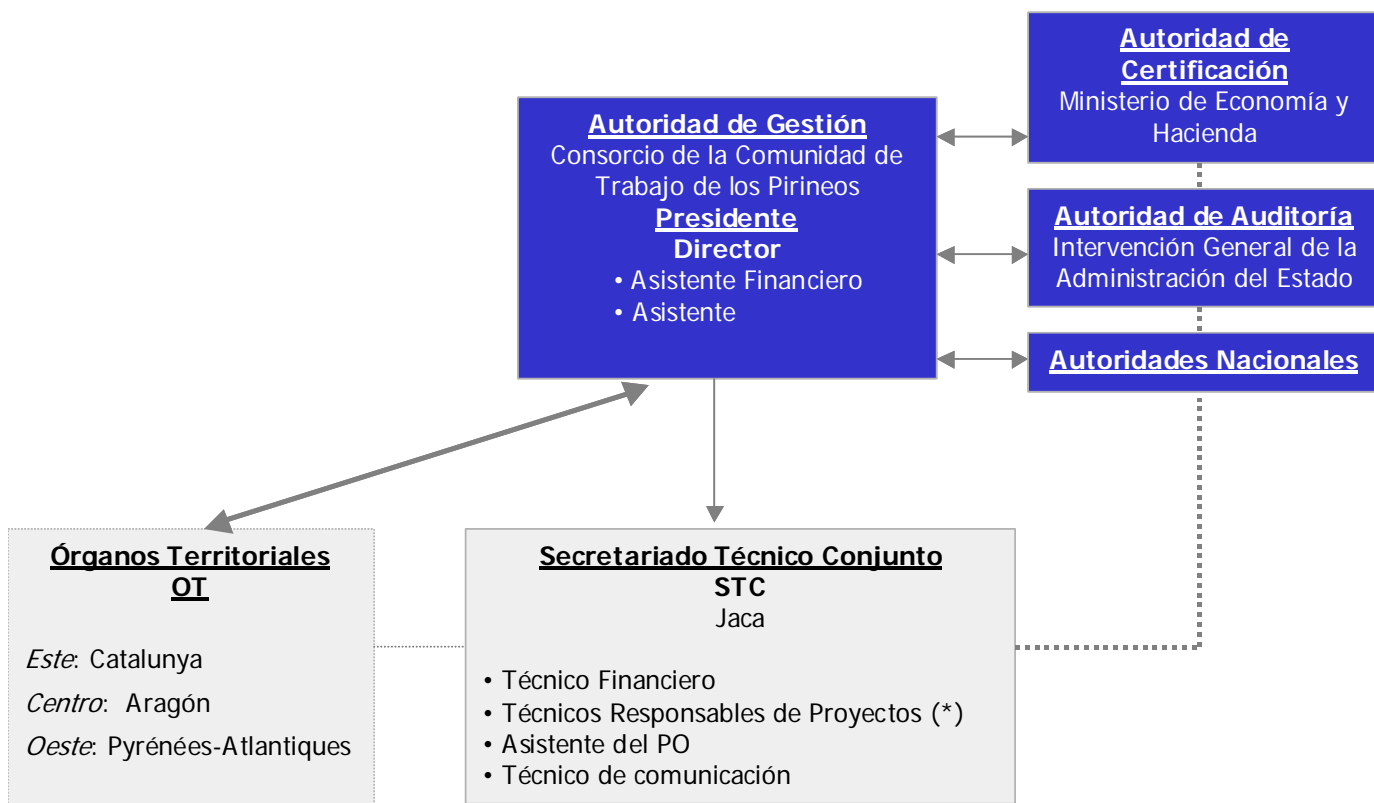 Autoridad de
Certificación
Ministerio de Economía y
Hacienda
Autoridad de Gestión
Consorcio de la Comunidad de
Trabajo de los Pirineos
Presidente
Director
• Asistente Financiero
• Asistente
Autoridad de Auditoría
Intervención General de la
Administración del Estado
Autoridades Nacionales
Órganos Territoriales
OT
Este: Catalunya
Centro: Aragón
Oeste: Pyrénées-Atlantiques
Secretariado Técnico Conjunto
STC
Jaca
• Técnico Financiero
• Técnicos Responsables de Proyectos (*)
• Asistente del PO
• Técnico de comunicación